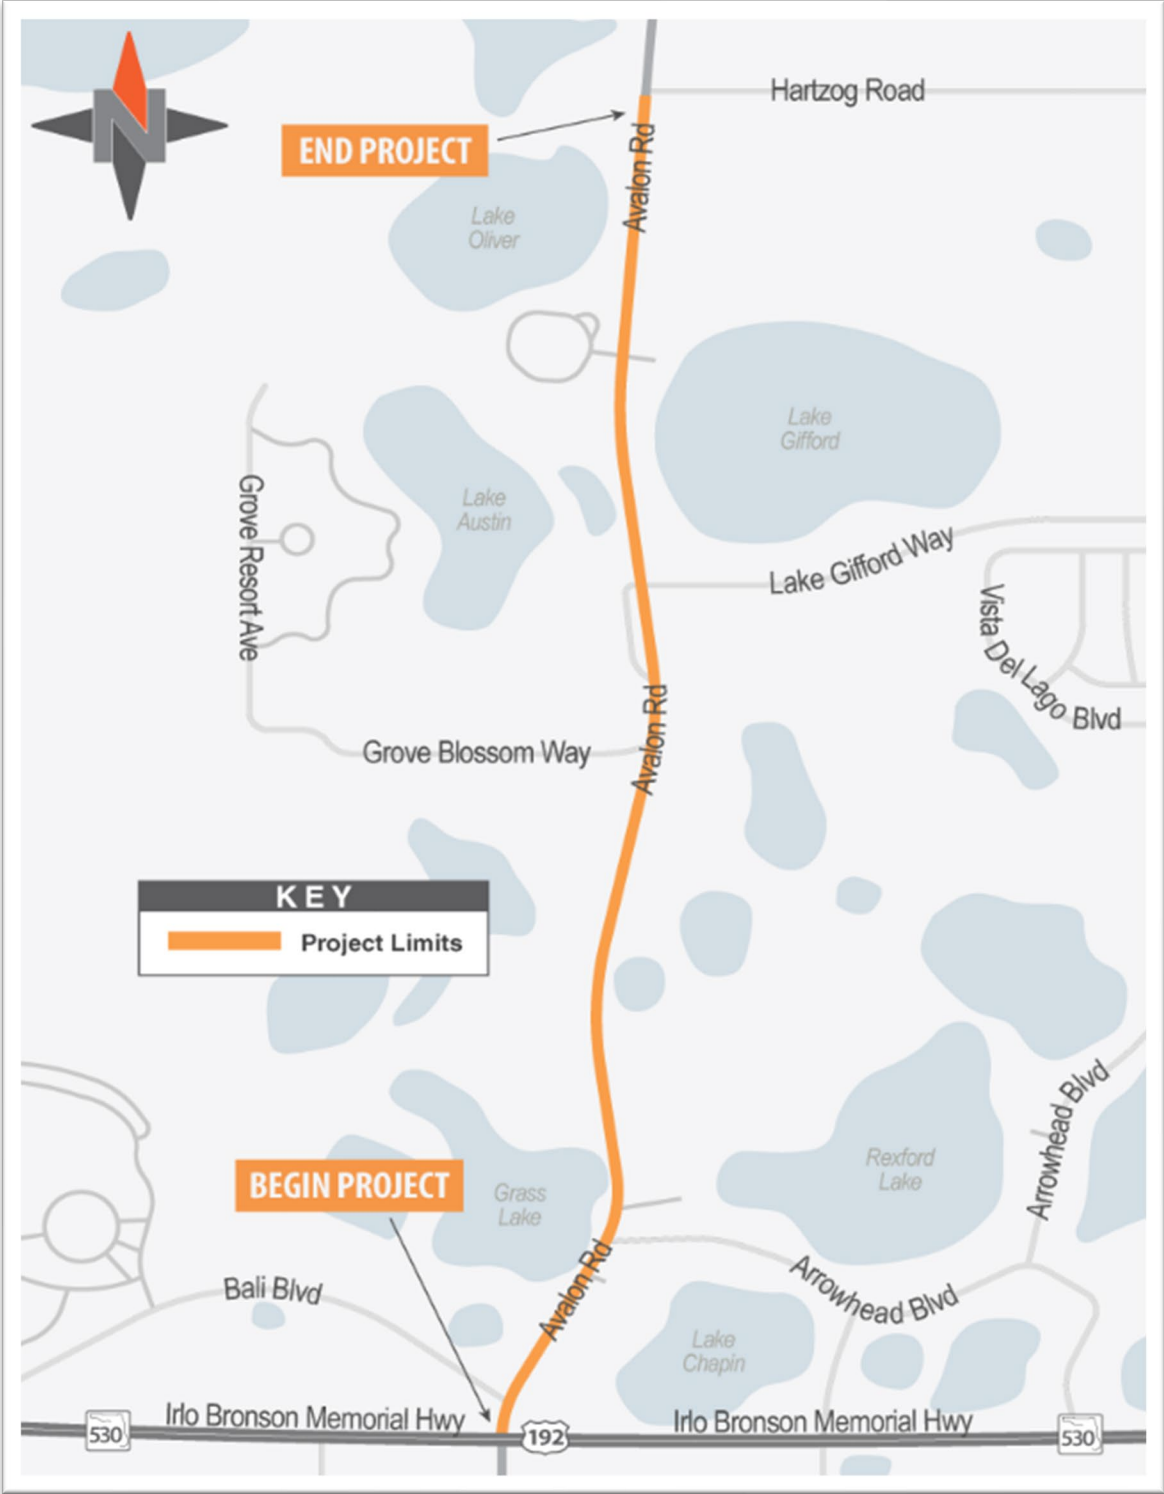 N
Hartzog Road
END PROJECT
Avalon Rd
Lake
Oliver
Lake
Gifford
Lake
Austin
Grove Resort Ave
Lake Gifford Way
Vista Del Lago Blvd
Avalon Rd
Grove Blossom Way
KEY
Project Limits
Arrowhead Blvd
Rexford
Lake
BEGIN PROJECT
Grass
Lake
Avalon Rd
Arrowhead Blvd
Bali Blvd
Lake
Chapin
Irlo Bronson Memorial Hwy
Irlo Bronson Memorial Hwy
530
192
530